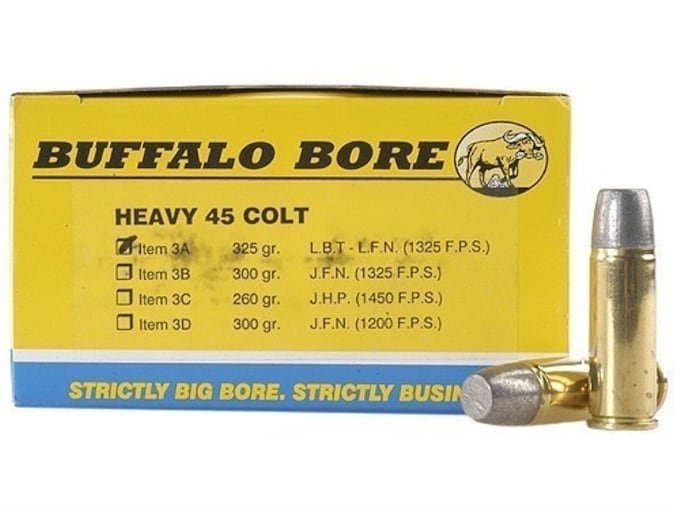 BUFFALO BORE
HEAVY 45 COLT
Item 3A 325 gr. L.B.T - L.F.N. (1325 F.P.S.)
Item 3B 300 gr. J.F.N. (1325 F.P.S.)
Item 3C 260 gr. J.H.P. (1450 F.P.S.)
Item 3D 300 gr. J.F.N. (1200 F.P.S.)
STRICTLY BIG BORE. STRICTLY BUSIN